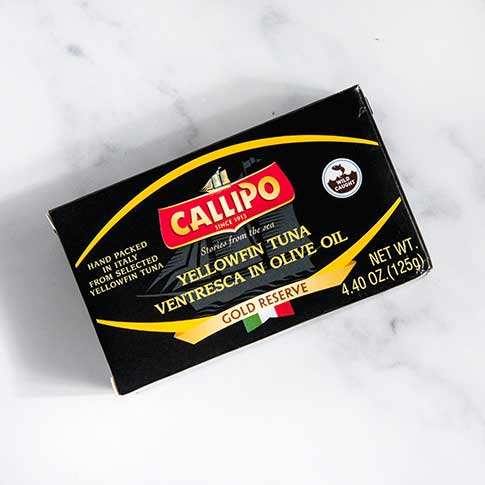 CALLIPO
SINCE 1913
Stories from the sea
YELLOWFIN TUNA
VENTRESCA IN OLIVE OIL
GOLD RESERVE
HAND PACKED
IN ITALY
FROM SELECTED
YELLOWFIN TUNA
WILD
CAUGHT
NET WT.
4.40 OZ.(125g)